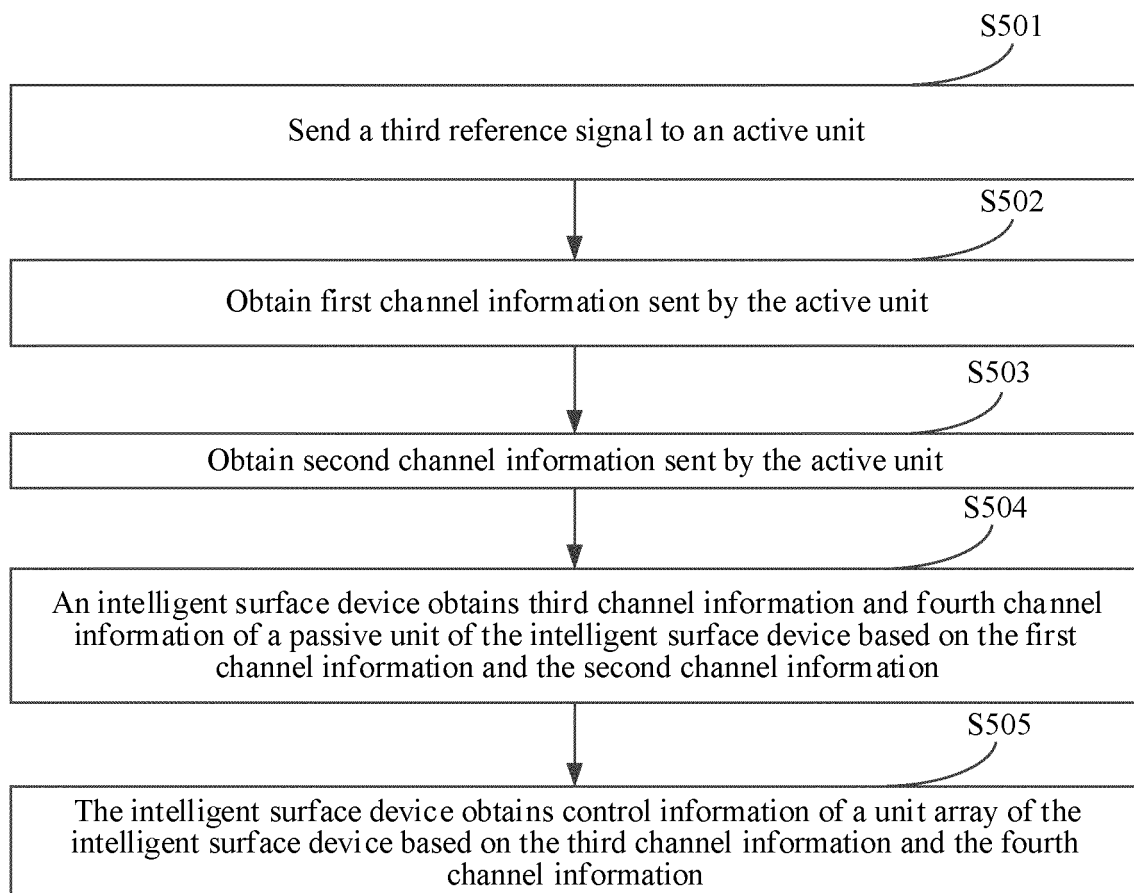 S501
Send a third reference signal to an active unit
S502
Obtain first channel information sent by the active unit
S503
Obtain second channel information sent by the active unit
S504
An intelligent surface device obtains third channel information and fourth channel
information of a passive unit of the intelligent surface device based on the first
channel information and the second channel information
S505
The intelligent surface device obtains control information of a unit array of the
intelligent surface device based on the third channel information and the fourth
channel information